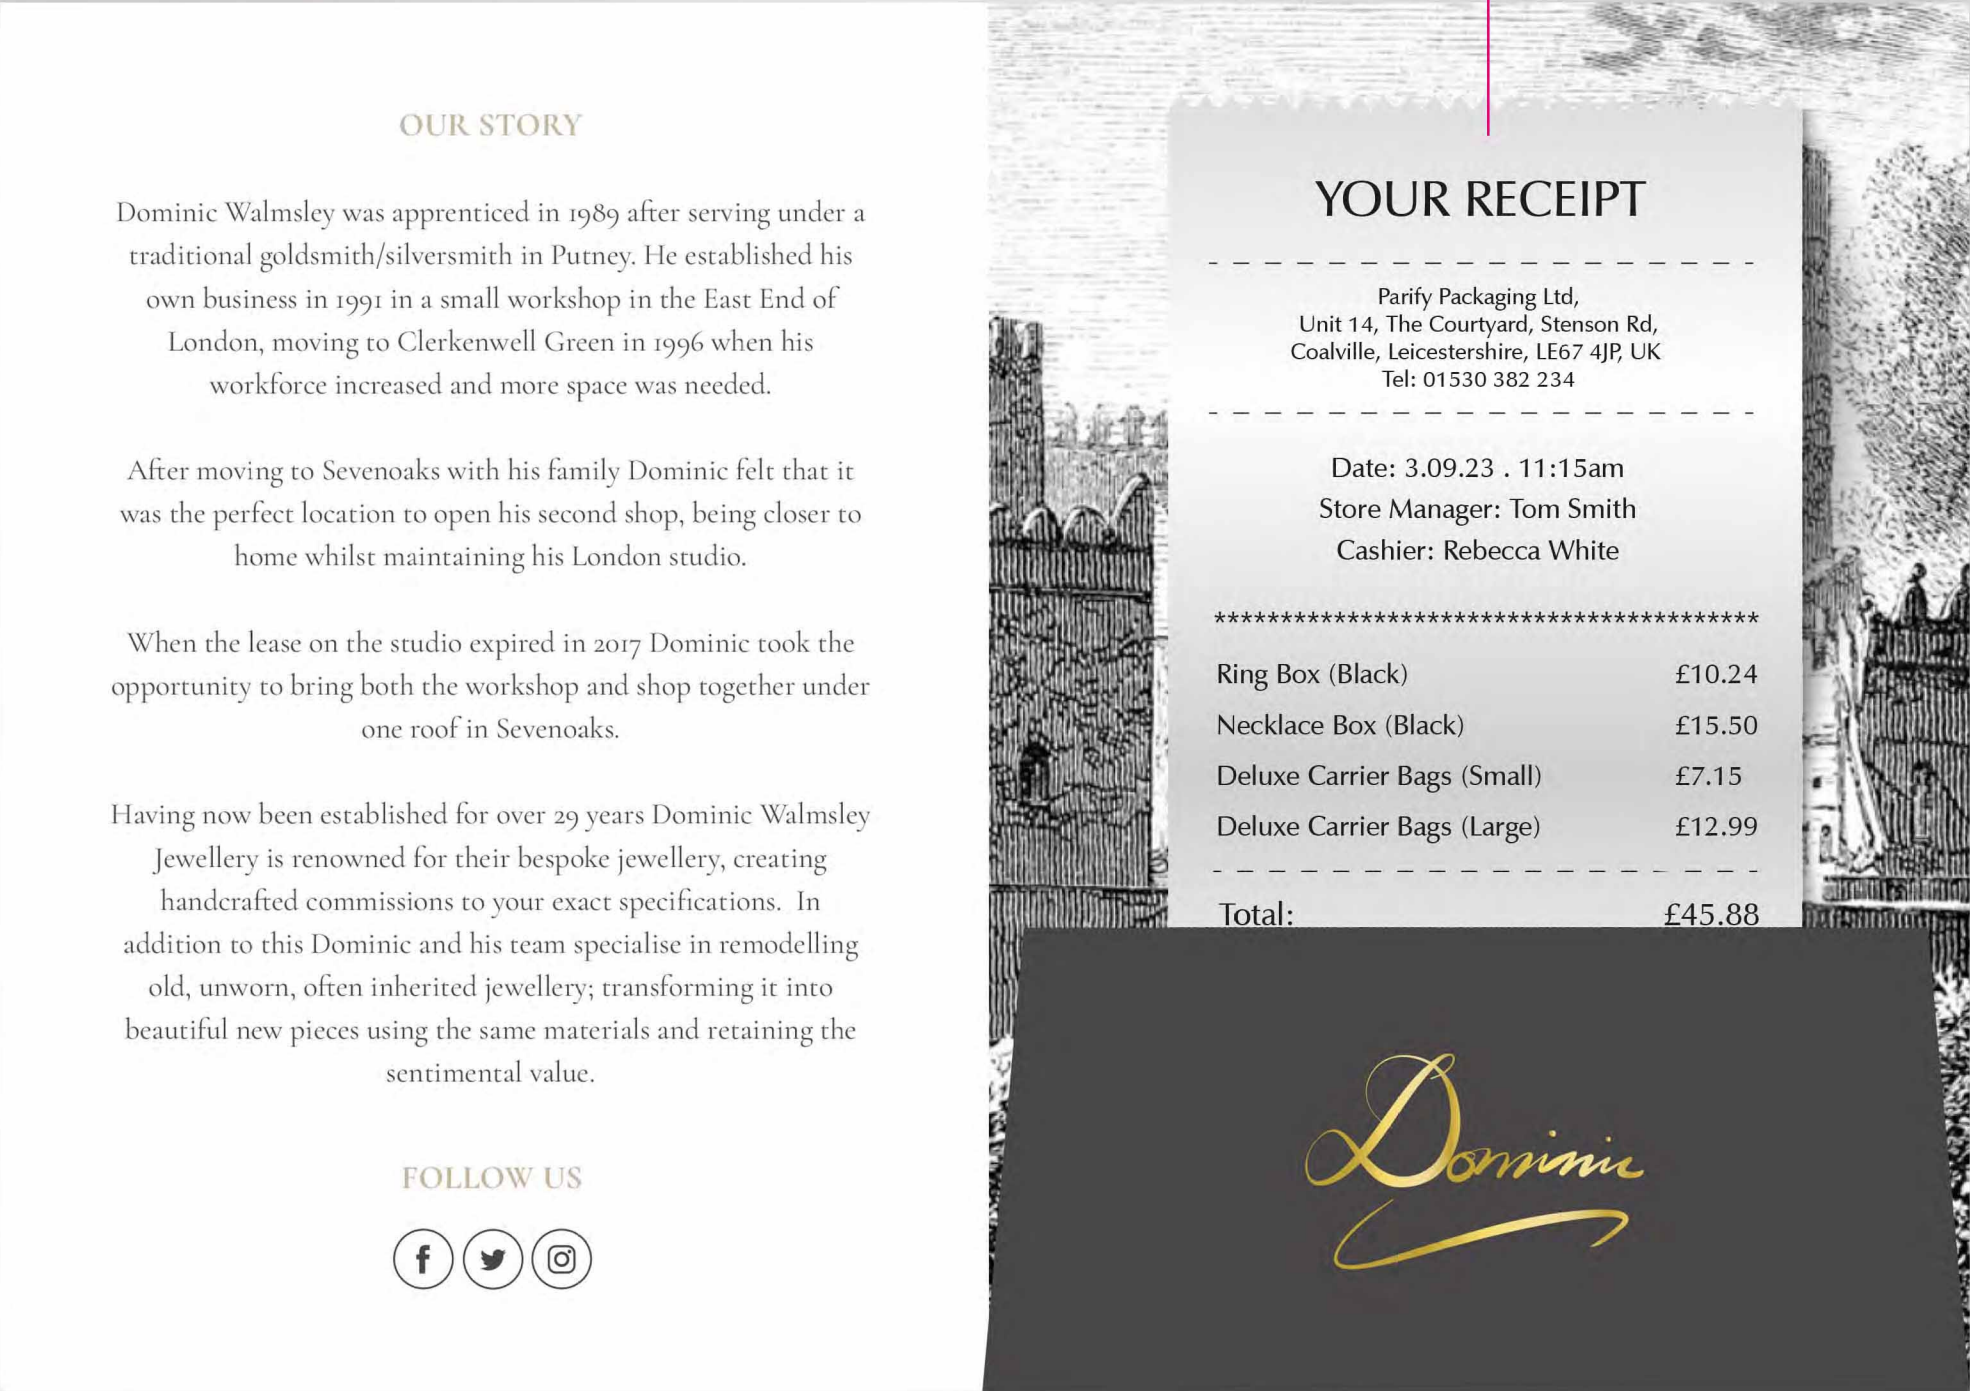 OUR STORY
Dominic Walmsley was apprenticed in 1989 after serving under a
traditional goldsmith/silversmith in Putney. He established his
own business in 1991 in a small workshop in the East End of
London, moving to Clerkenwell Green in 1996 when his
workforce increased and more space was needed.
After moving to Sevenoaks with his family Dominic felt that it
was the perfect location to open his second shop, being closer to
home whilst maintaining his London studio.
When the lease on the studio expired in 2017 Dominic took the
opportunity to bring both the workshop and shop together under
one roof in Sevenoaks.
Having now been established for over 29 years Dominic Walmsley
Jewellery is renowned for their bespoke jewellery, creating
handcrafted commissions to your exact specifications. In
addition to this Dominic and his team specialise in remodelling
old, unworn, often inherited jewellery; transforming it into
beautiful new pieces using the same materials and retaining the
sentimental value.
FOLLOW US
YOUR RECEIPT
Parify Packaging Ltd,
Unit 14, The Courtyard, Stenson Rd,
Coalville, Leicestershire, LE67 4JP, UK
Tel: 01530 382 234
Date: 3.09.23 . 11:15am
Store Manager: Tom Smith
Cashier: Rebecca White
*****************************************
Ring Box (Black) £10.24
Necklace Box (Black) £15.50
Deluxe Carrier Bags (Small) £7.15
Deluxe Carrier Bags (Large) £12.99
Total: £45.88
Dominic